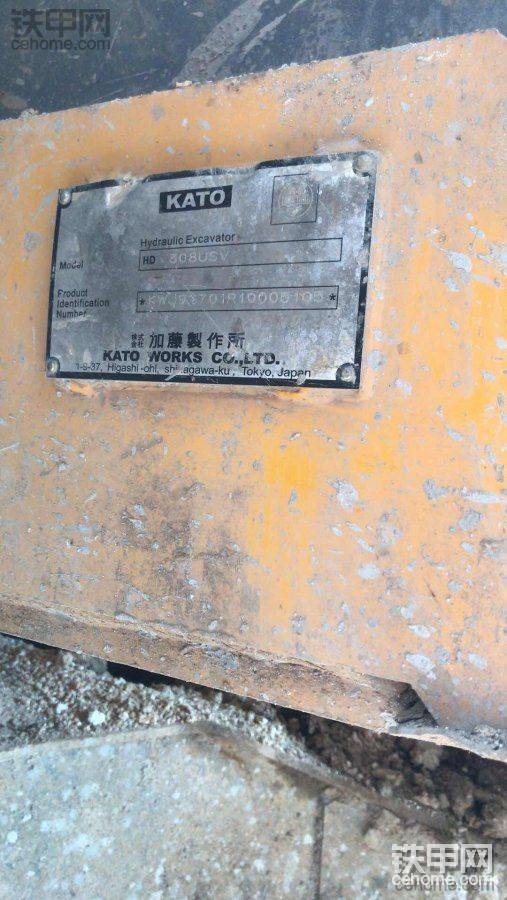 铁甲网
cehome.com
KATO
Hydraulic Excavator
Model HD 308USV
Product
Identification
Number
株式会社 加藤製作所
KATO WORKS CO.,LTD.
1-9-37, Higashi-ohi, shinagawa-ku, Tokyo, Japan
铁甲网
cehome.com